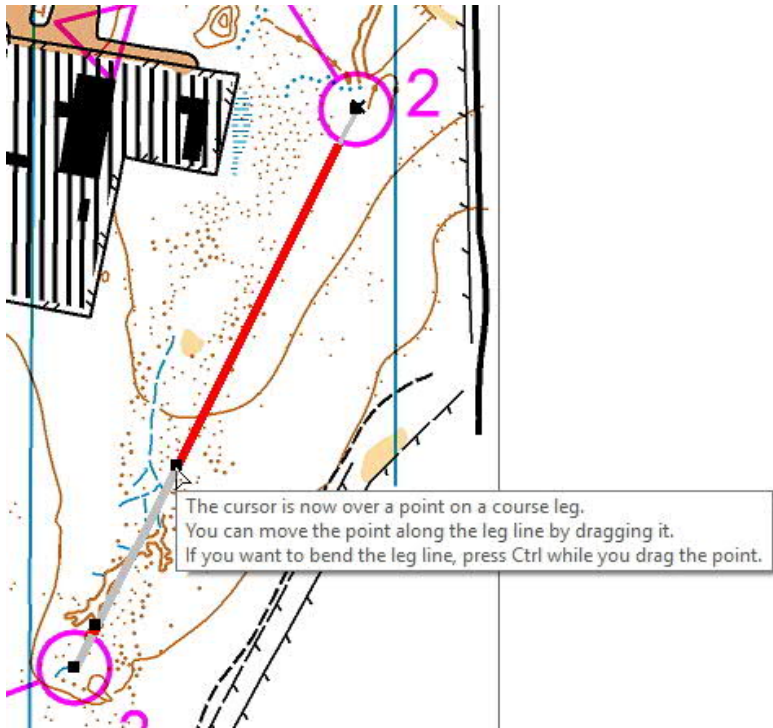 2
The cursor is now over a point on a course leg.
You can move the point along the leg line by dragging it.
If you want to bend the leg line, press Ctrl while you drag the point.